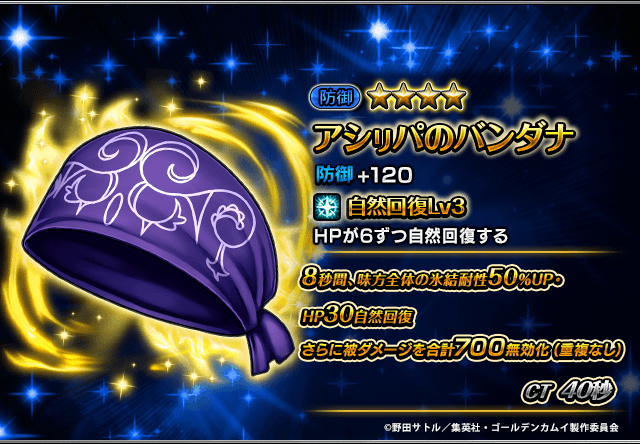 防御 ★★★★
アシㇼパのバンダナ
防御+120
自然回復Lv3
HPが6ずつ自然回復する
8秒間、味方全体の氷結耐性50%UP・
HP30自然回復
さらに被ダメージを合計700無効化（重複なし）
CT 40秒
©野田サトル／集英社・ゴールデンカムイ製作委員会